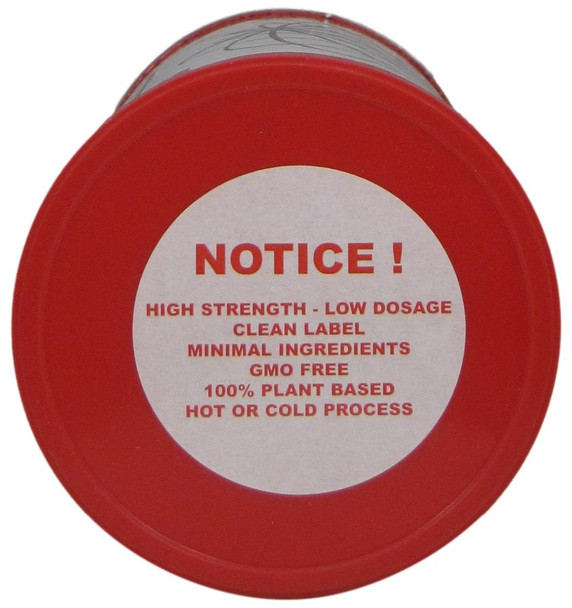 NOTICE !
HIGH STRENGTH - LOW DOSAGE
CLEAN LABEL
MINIMAL INGREDIENTS
GMO FREE
100% PLANT BASED
HOT OR COLD PROCESS